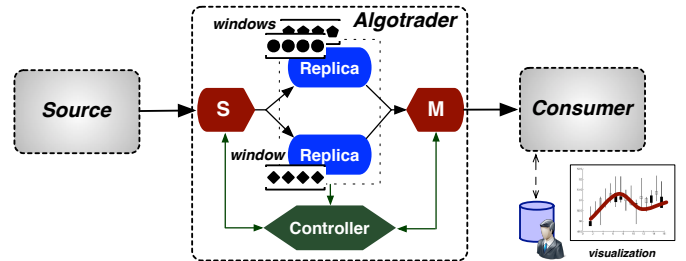 windows
Algotrader
Source
S
Replica
M
Consumer
window
Replica
Controller
visualization